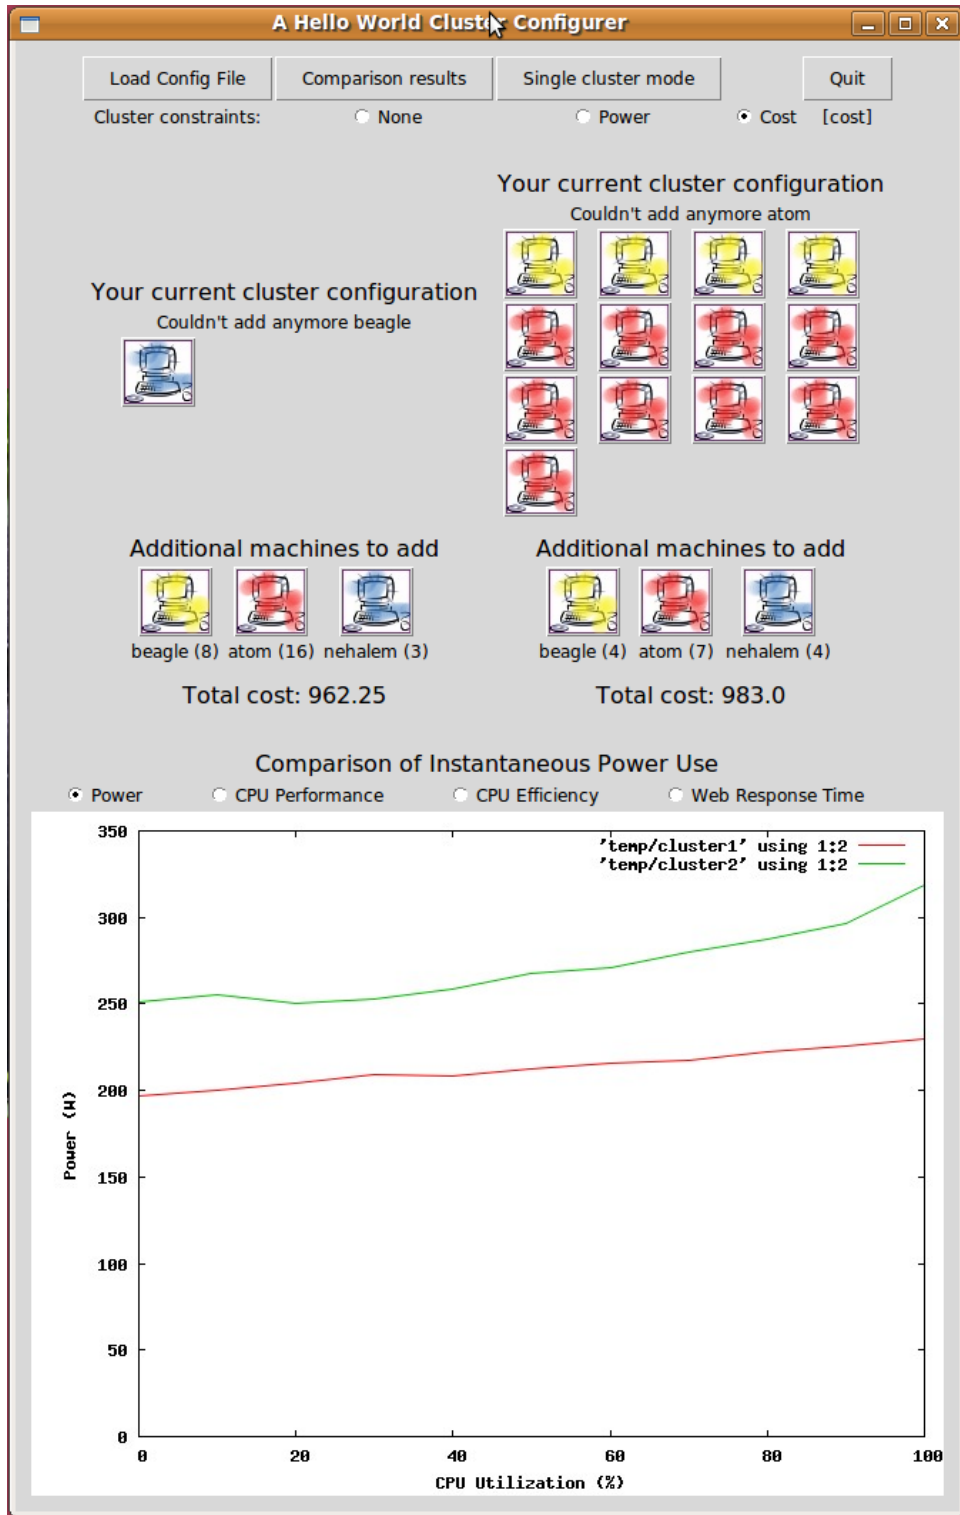 A Hello World Cluster Configurer
Load Config File Comparison results Single cluster mode Quit
Cluster constraints: None Power Cost [cost]
Your current cluster configuration
Couldn't add anymore beagle
Your current cluster configuration
Couldn't add anymore atom
Additional machines to add
beagle (8) atom (16) nehalem (3)
Total cost: 962.25
Additional machines to add
beagle (4) atom (7) nehalem (4)
Total cost: 983.0
Comparison of Instantaneous Power Use
Power CPU Performance CPU Efficiency Web Response Time
'temp/cluster1' using 1:2
'temp/cluster2' using 1:2
350
300
250
200
150
100
50
0
Power (W)
0 20 40 60 80 100
CPU Utilization (%)